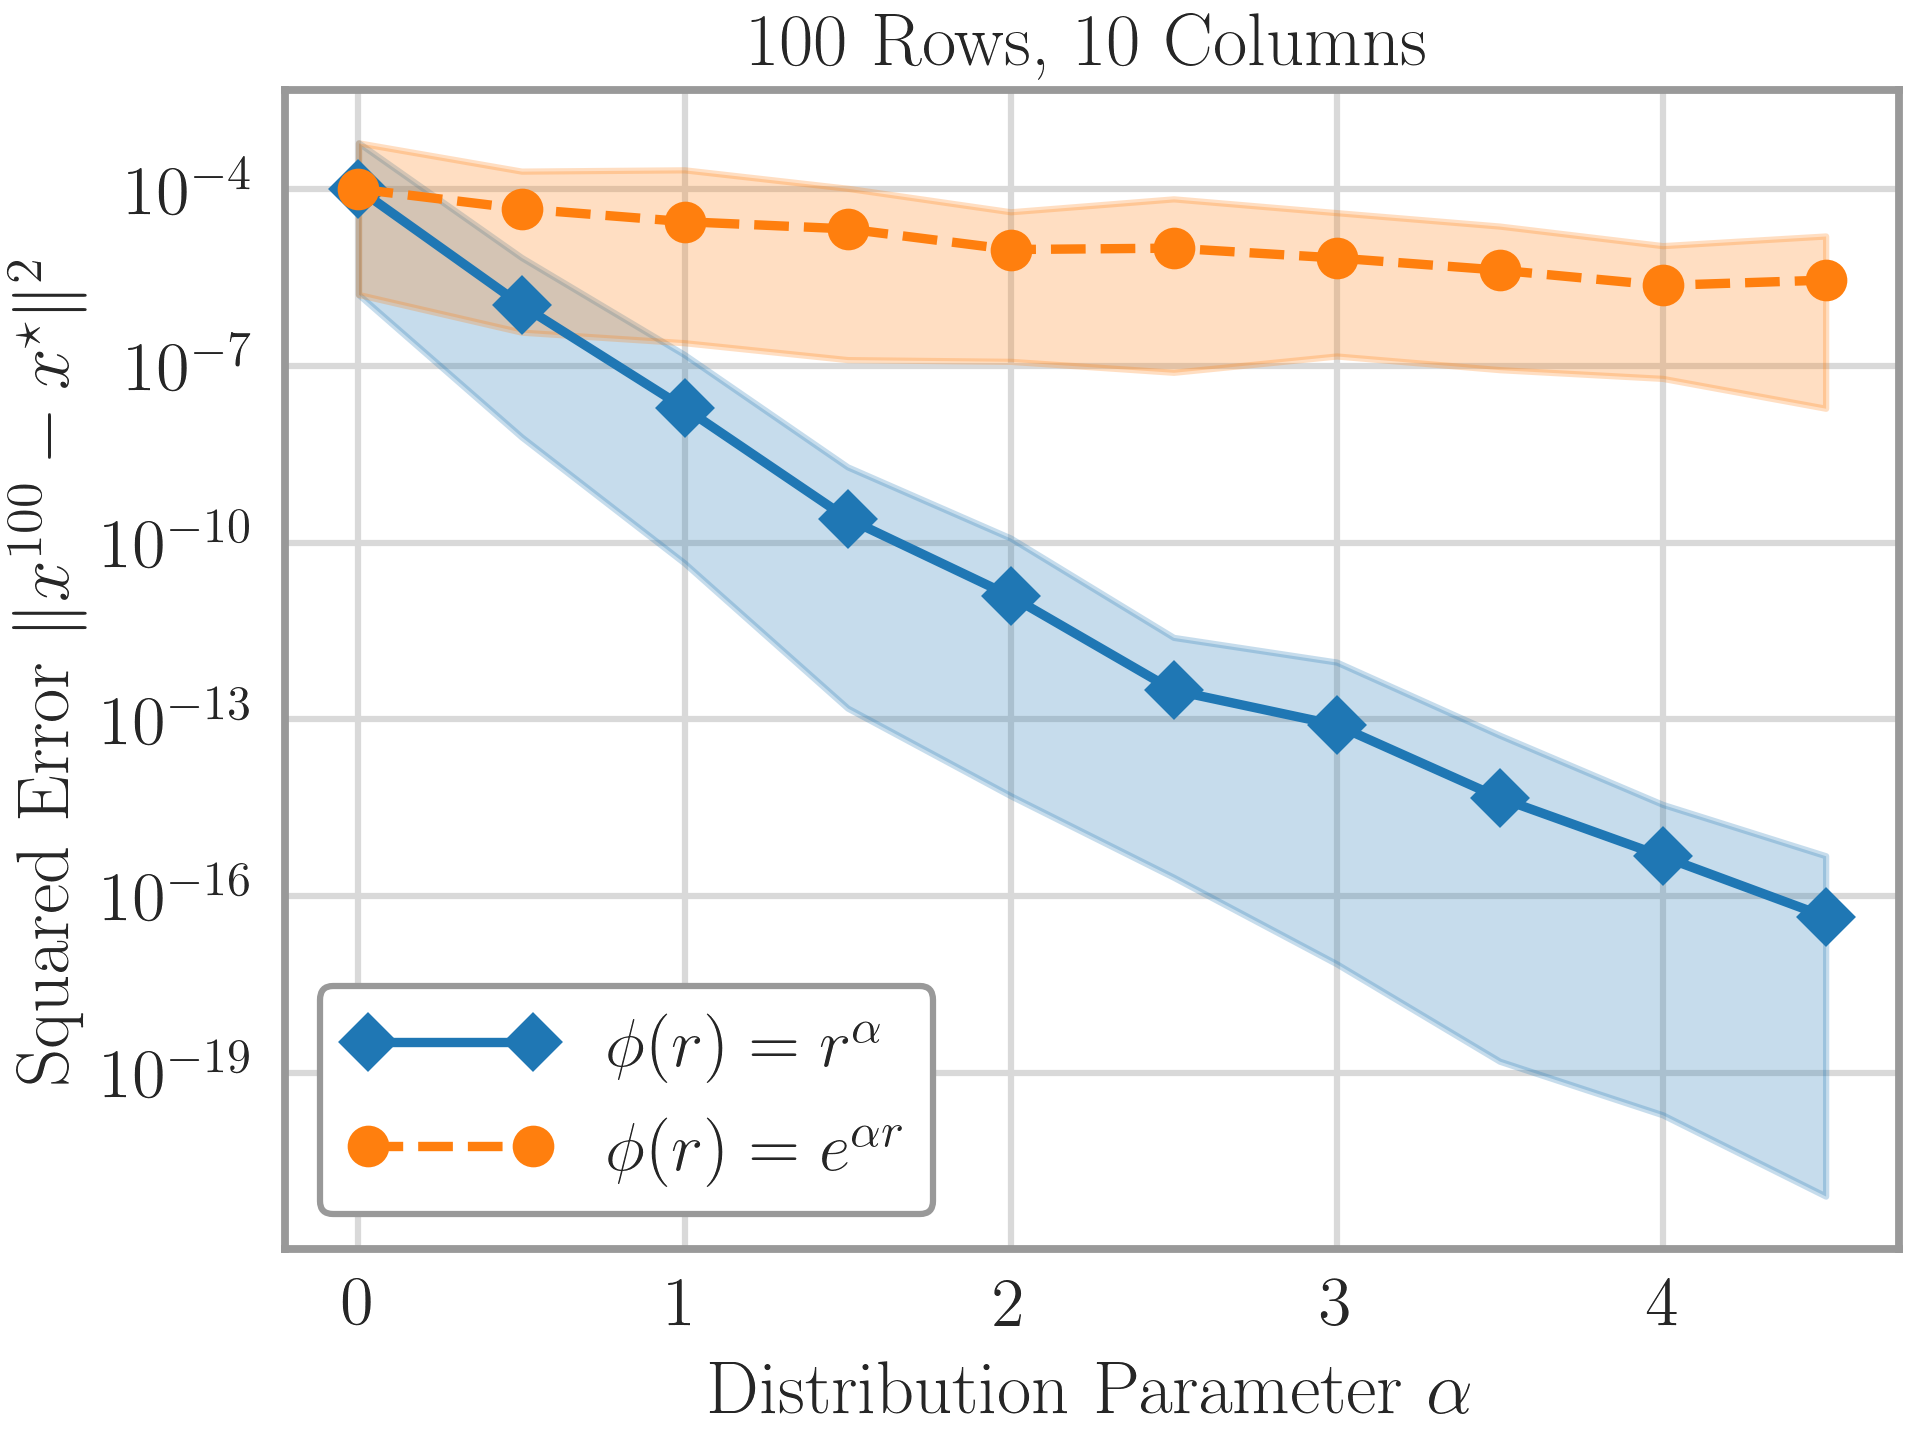 100 Rows, 10 Columns
Squared Error ‖x¹⁰⁰ − x⋆‖²
10⁻⁴
10⁻⁷
10⁻¹⁰
10⁻¹³
10⁻¹⁶
10⁻¹⁹
ϕ(r) = r^α
ϕ(r) = e^{αr}
0 1 2 3 4
Distribution Parameter α